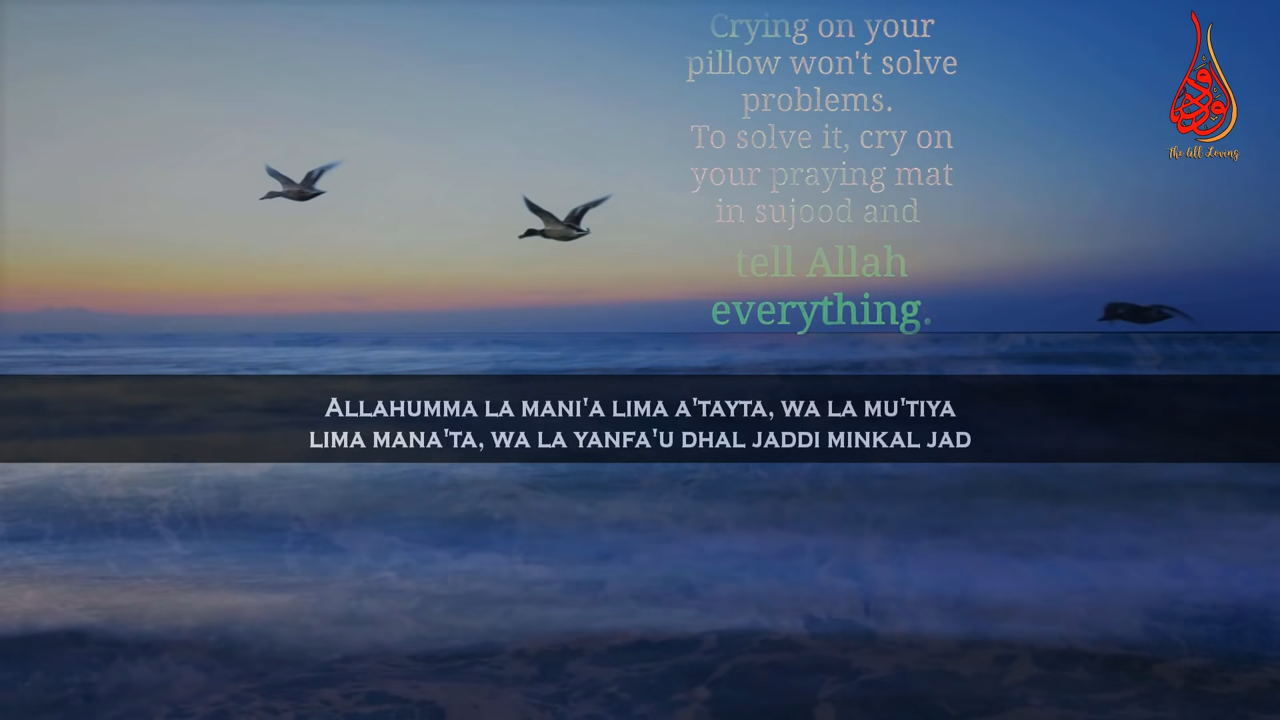 Crying on your
pillow won't solve
problems.
To solve it, cry on
your praying mat
in sujood and
tell Allah
everything.
الودود
The All Loving
ALLAHUMMA LA MANI'A LIMA A'TAYTA, WA LA MU'TIYA
LIMA MANA'TA, WA LA YANFA'U DHAL JADDI MINKAL JAD